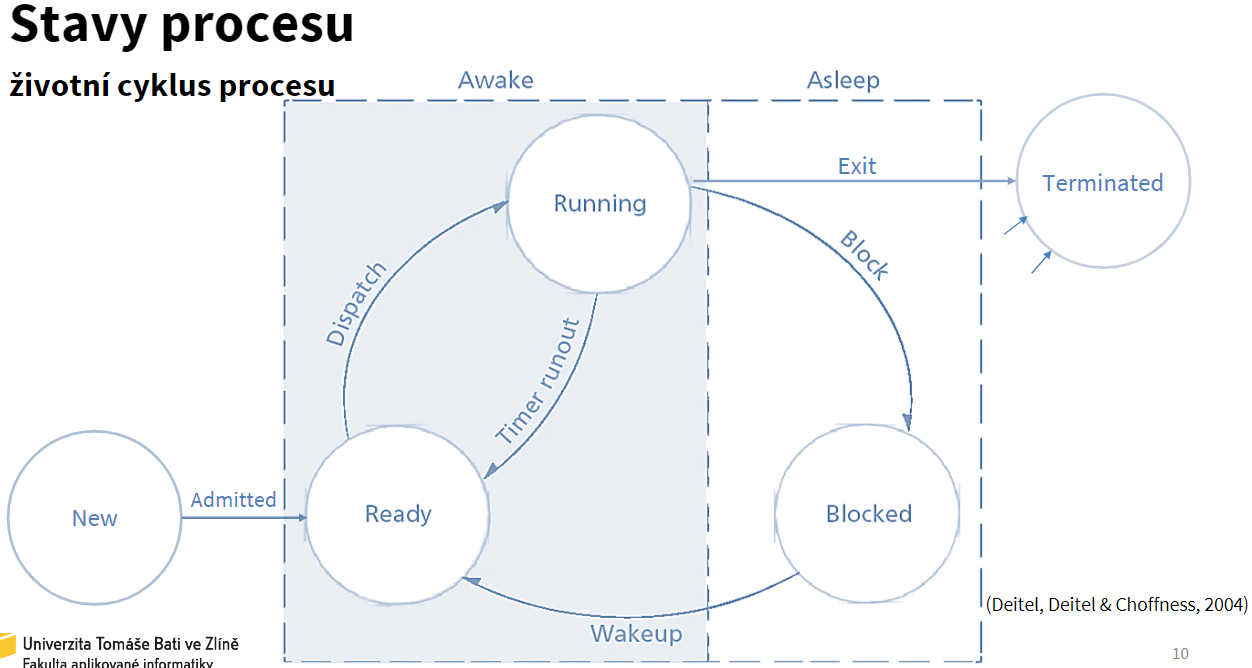 Stavy procesu
životní cyklus procesu
Awake
Asleep
Running
Exit
Terminated
Block
Dispatch
Timer runout
New
Admitted
Ready
Blocked
Wakeup
(Deitel, Deitel & Choffness, 2004)
Univerzita Tomáše Bati ve Zlíně
Fakulta aplikované informatiky
10